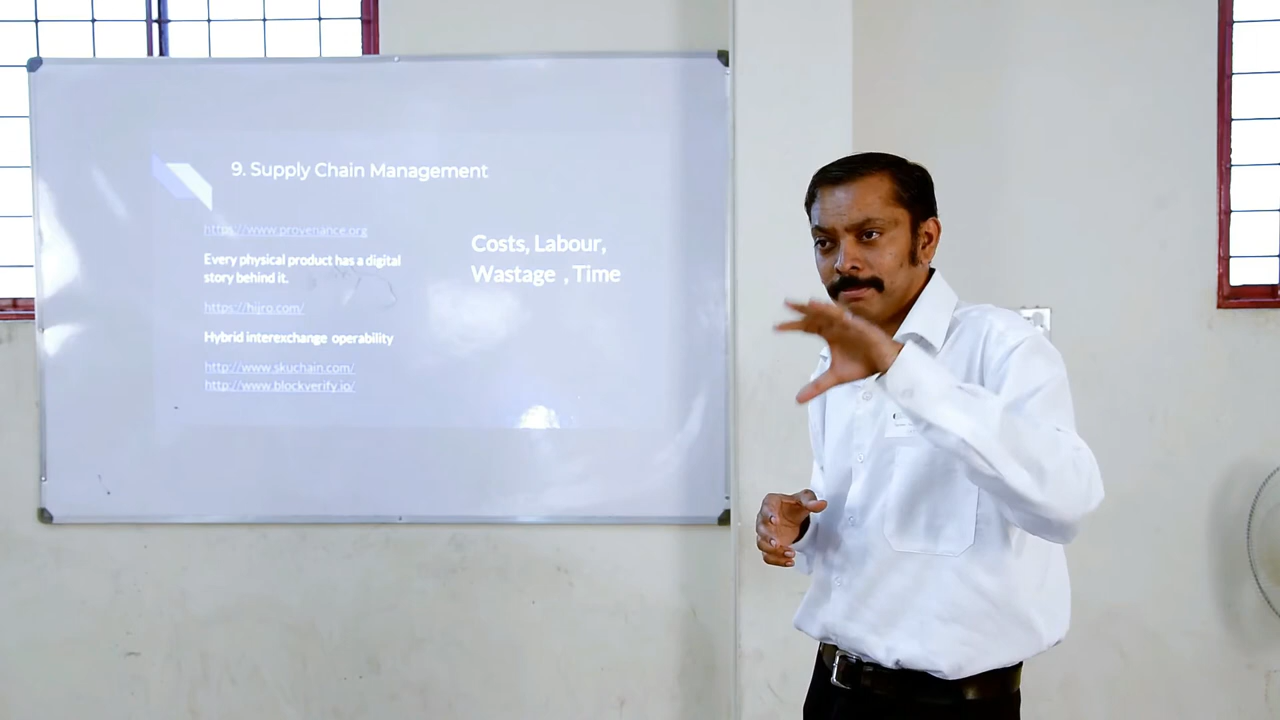 9. Supply Chain Management
https://www.provenance.org
Every physical product has a digital
story behind it.
https://hijro.com/
Hybrid interexchange operability
http://www.skuchain.com/
http://www.blockverify.io/
Costs, Labour,
Wastage , Time